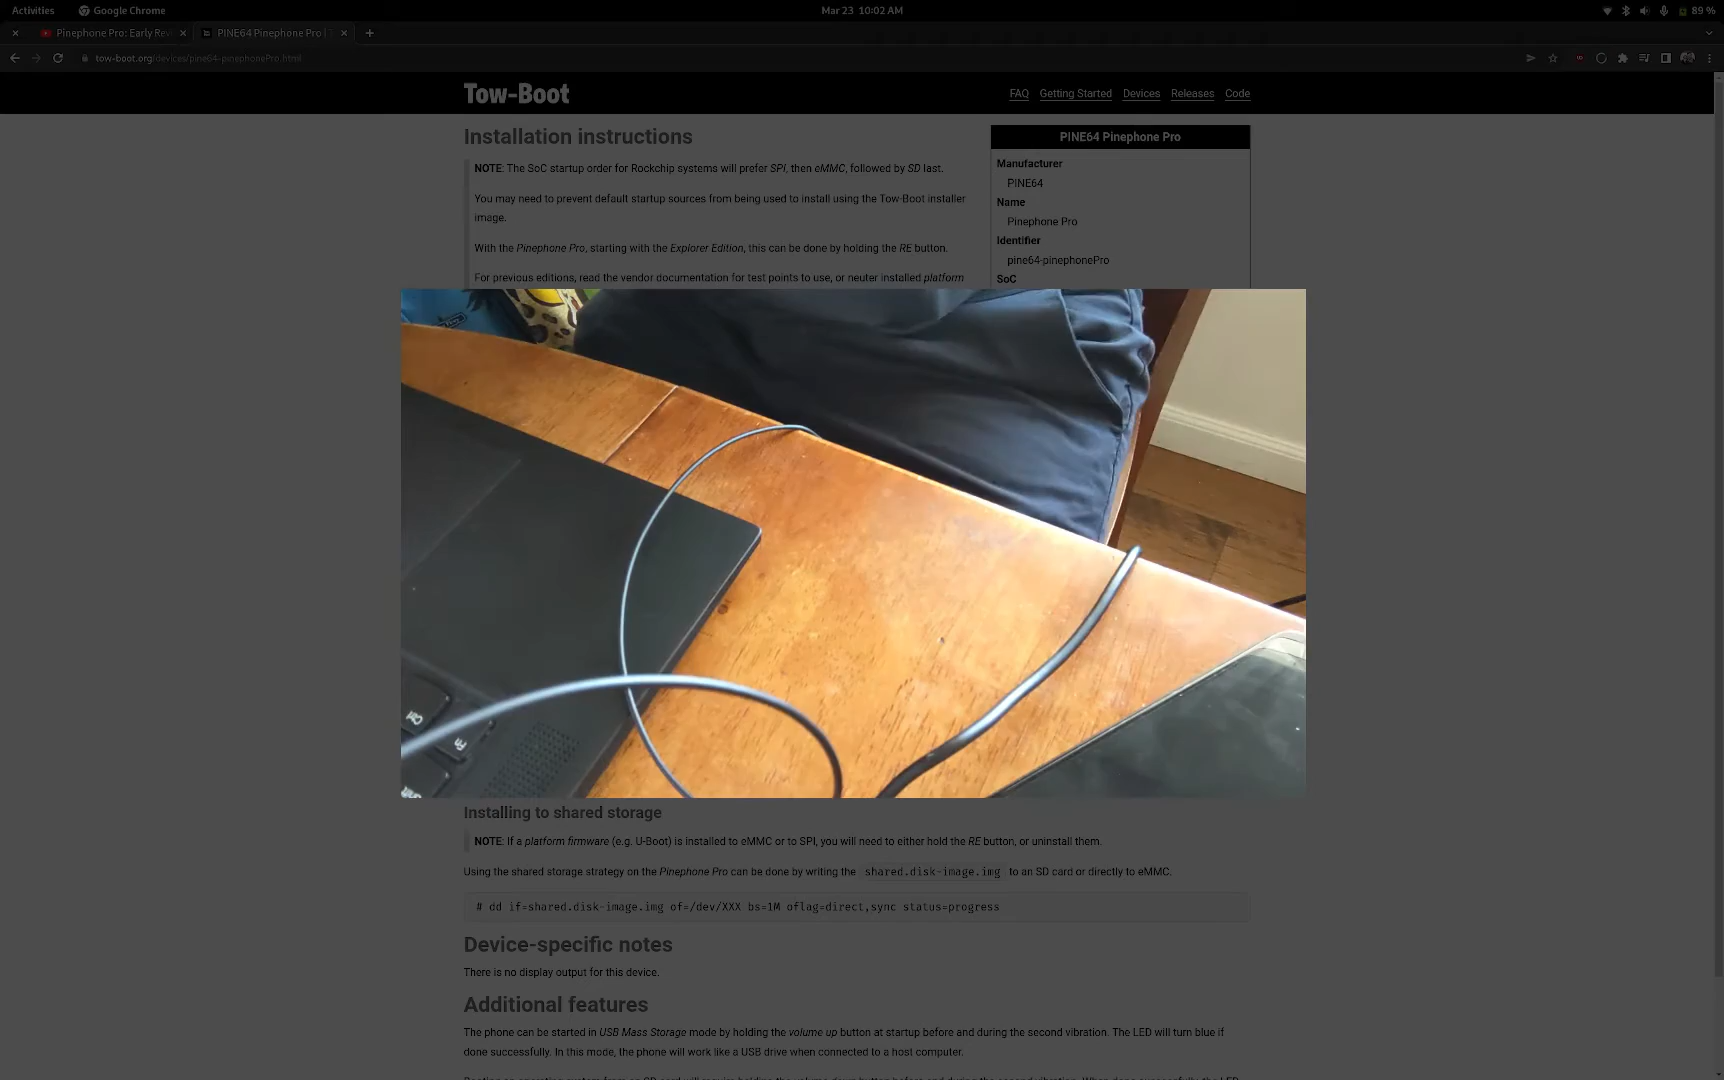 Activities
Google Chrome
Mar 23 10:02 AM
89 %
Pinephone Pro: Early Rev
PINE64 Pinephone Pro | T
tow-boot.org/devices/pine64-pinephonePro.html
Tow-Boot
FAQ
Getting Started
Devices
Releases
Code
Installation instructions
NOTE: The SoC startup order for Rockchip systems will prefer SPI, then eMMC, followed by SD last.
You may need to prevent default startup sources from being used to install using the Tow-Boot installer
image.
With the Pinephone Pro, starting with the Explorer Edition, this can be done by holding the RE button.
For previous editions, read the vendor documentation for test points to use, or neuter installed platform
PINE64 Pinephone Pro
Manufacturer
PINE64
Name
Pinephone Pro
Identifier
pine64-pinephonePro
SoC
Ctrl
Fn
Installing to shared storage
NOTE: If a platform firmware (e.g. U-Boot) is installed to eMMC or to SPI, you will need to either hold the RE button, or uninstall them.
Using the shared storage strategy on the Pinephone Pro can be done by writing the shared.disk-image.img to an SD card or directly to eMMC.
# dd if=shared.disk-image.img of=/dev/XXX bs=1M oflag=direct,sync status=progress
Device-specific notes
There is no display output for this device.
Additional features
The phone can be started in USB Mass Storage mode by holding the volume up button at startup before and during the second vibration. The LED will turn blue if
done successfully. In this mode, the phone will work like a USB drive when connected to a host computer.